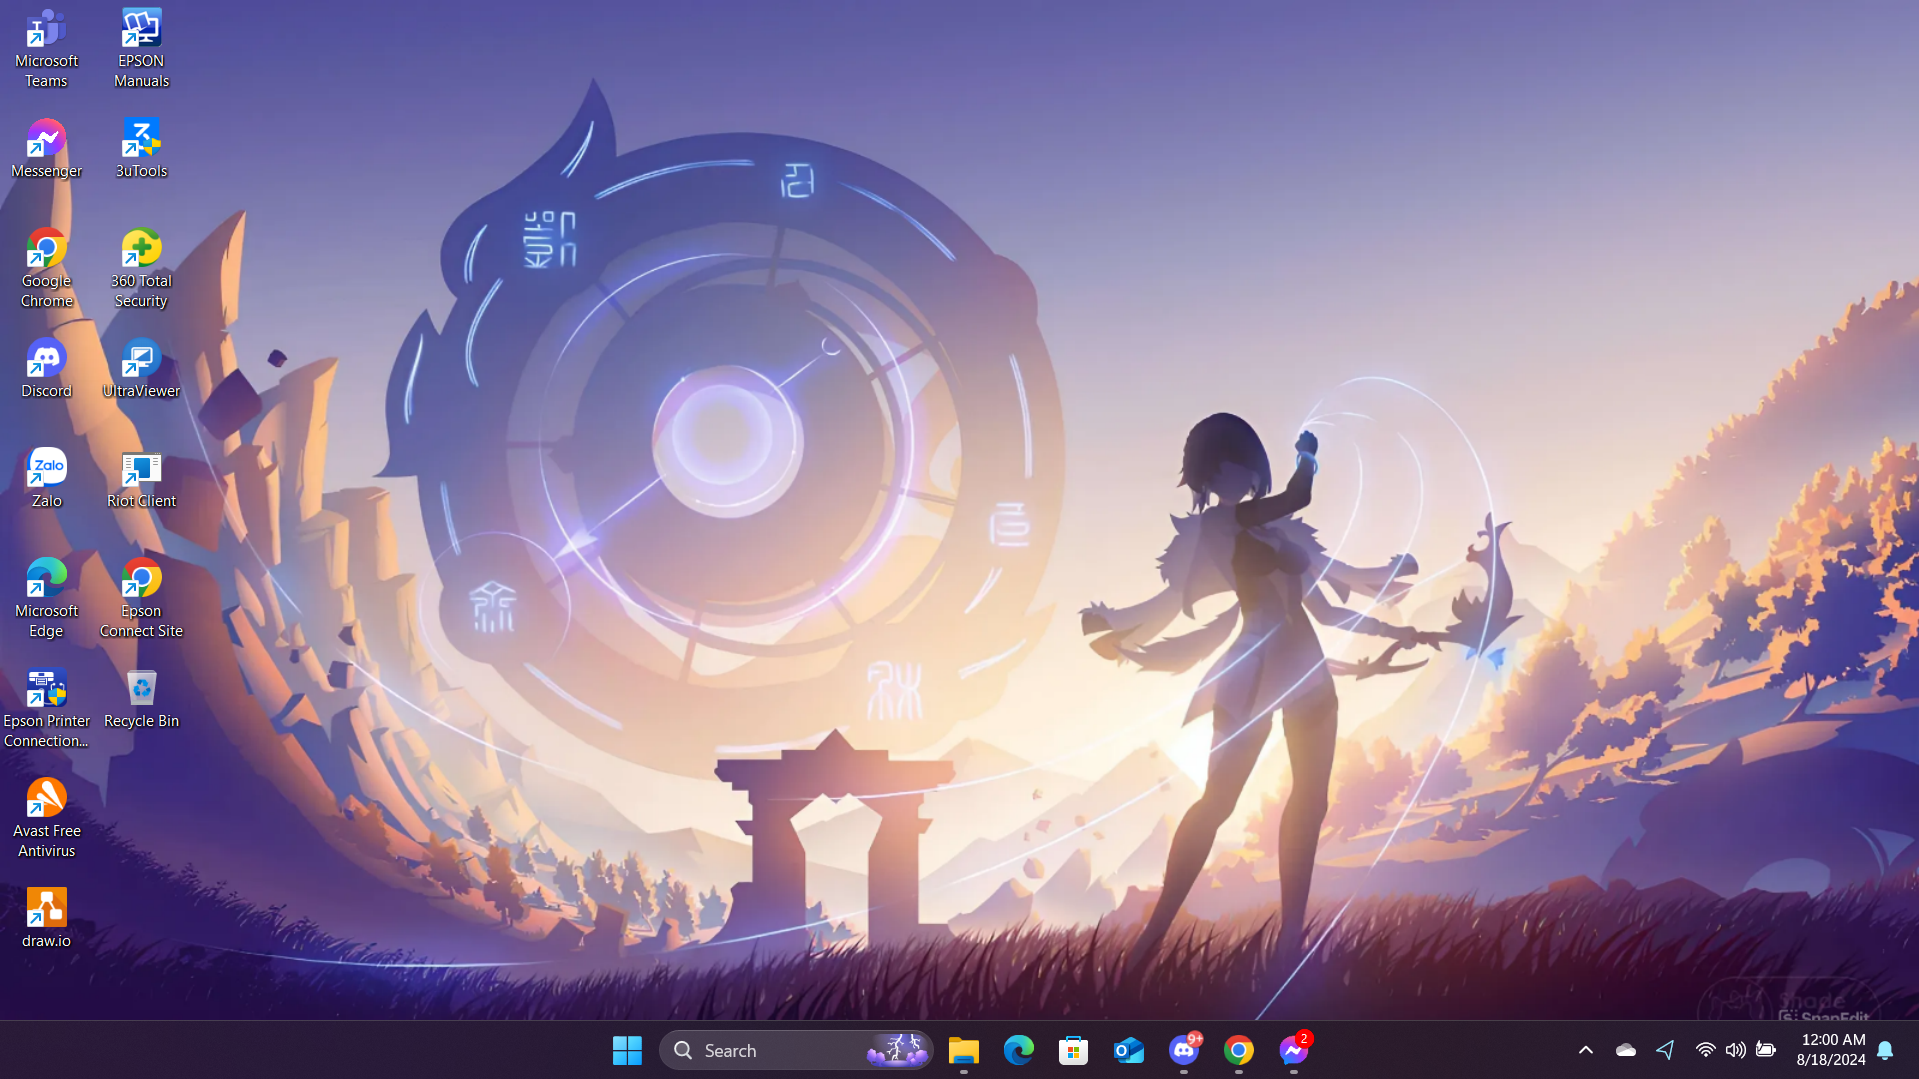 Microsoft
Teams
EPSON
Manuals
Messenger
3uTools
Google
Chrome
360 Total
Security
Discord
UltraViewer
Zalo
Zalo
Riot Client
Microsoft
Edge
Epson
Connect Site
Epson Printer
Connection...
Recycle Bin
Avast Free
Antivirus
draw.io
Shade
SnapEdit
Search
9+
2
12:00 AM
8/18/2024